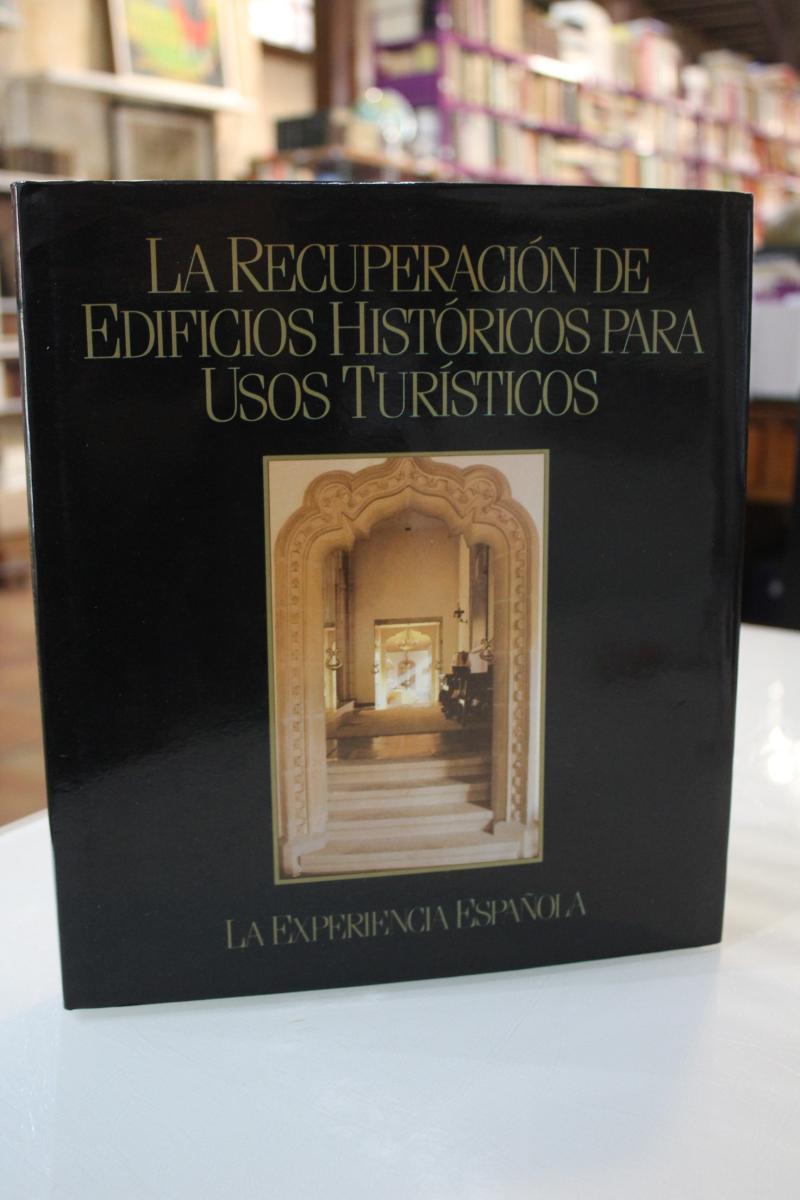 LA RECUPERACIÓN DE
EDIFICIOS HISTÓRICOS PARA
USOS TURÍSTICOS
LA EXPERIENCIA ESPAÑOLA